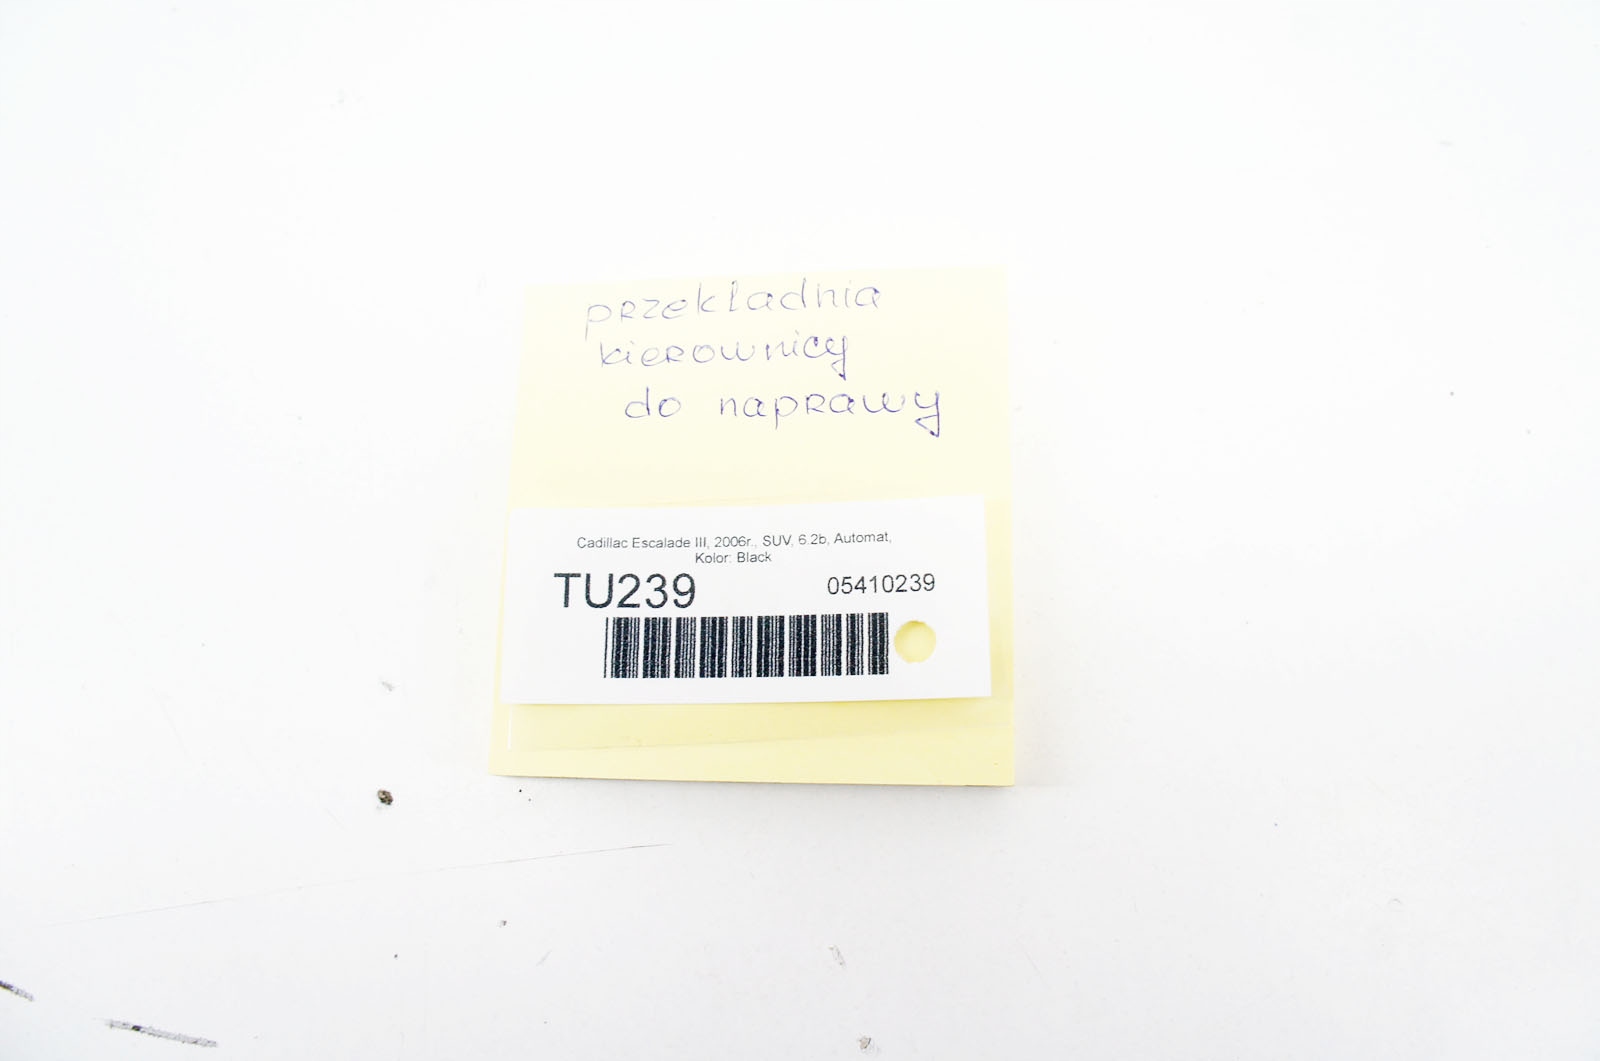 przekladnia
kierownicy
do naprawy
Cadillac Escalade III, 2006r., SUV, 6.2b, Automat,
Kolor: Black
TU239 05410239